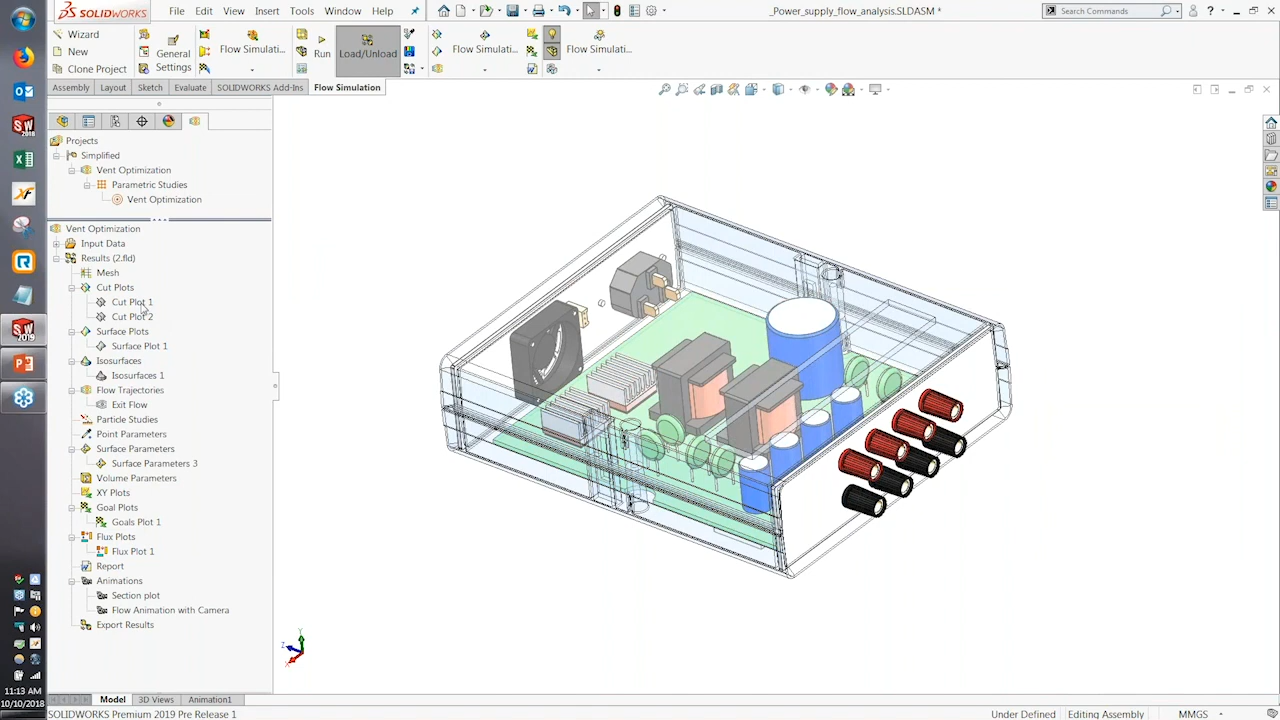 SOLIDWORKS
File Edit View Insert Tools Window Help
_Power_supply_flow_analysis.SLDASM *
Search Commands
Wizard
New
Clone Project
General Settings
Flow Simulati...
Run
Load/Unload
Flow Simulati...
Flow Simulati...
Assembly Layout Sketch Evaluate SOLIDWORKS Add-Ins Flow Simulation
Projects
Simplified
Vent Optimization
Parametric Studies
Vent Optimization
Vent Optimization
Input Data
Results (2.fld)
Mesh
Cut Plots
Cut Plot 1
Cut Plot 2
Surface Plots
Surface Plot 1
Isosurfaces
Isosurfaces 1
Flow Trajectories
Exit Flow
Particle Studies
Point Parameters
Surface Parameters
Surface Parameters 3
Volume Parameters
XY Plots
Goal Plots
Goals Plot 1
Flux Plots
Flux Plot 1
Report
Animations
Section plot
Flow Animation with Camera
Export Results
SW
2018
SW
2019
11:13 AM
10/10/2018
Y
Z
X
Model 3D Views Animation1
SOLIDWORKS Premium 2019 Pre Release 1
Under Defined Editing Assembly MMGS